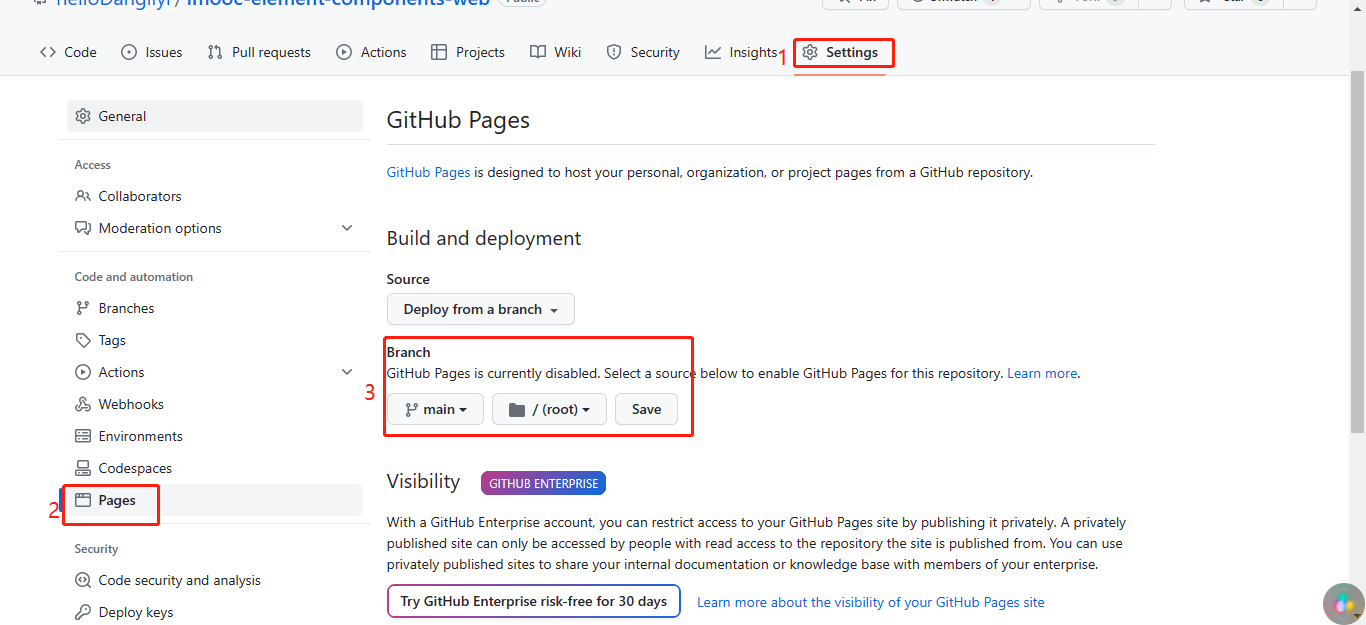 imooc-element-components-web Public
Code Issues Pull requests Actions Projects Wiki Security Insights 1 Settings
General
Access
Collaborators
Moderation options
Code and automation
Branches
Tags
Actions
Webhooks
Environments
Codespaces
2 Pages
Security
Code security and analysis
Deploy keys
GitHub Pages
GitHub Pages is designed to host your personal, organization, or project pages from a GitHub repository.
Build and deployment
Source
Deploy from a branch
Branch
GitHub Pages is currently disabled. Select a source below to enable GitHub Pages for this repository. Learn more.
3 main / (root) Save
Visibility GITHUB ENTERPRISE
With a GitHub Enterprise account, you can restrict access to your GitHub Pages site by publishing it privately. A privately
published site can only be accessed by people with read access to the repository the site is published from. You can use
privately published sites to share your internal documentation or knowledge base with members of your enterprise.
Try GitHub Enterprise risk-free for 30 days Learn more about the visibility of your GitHub Pages site